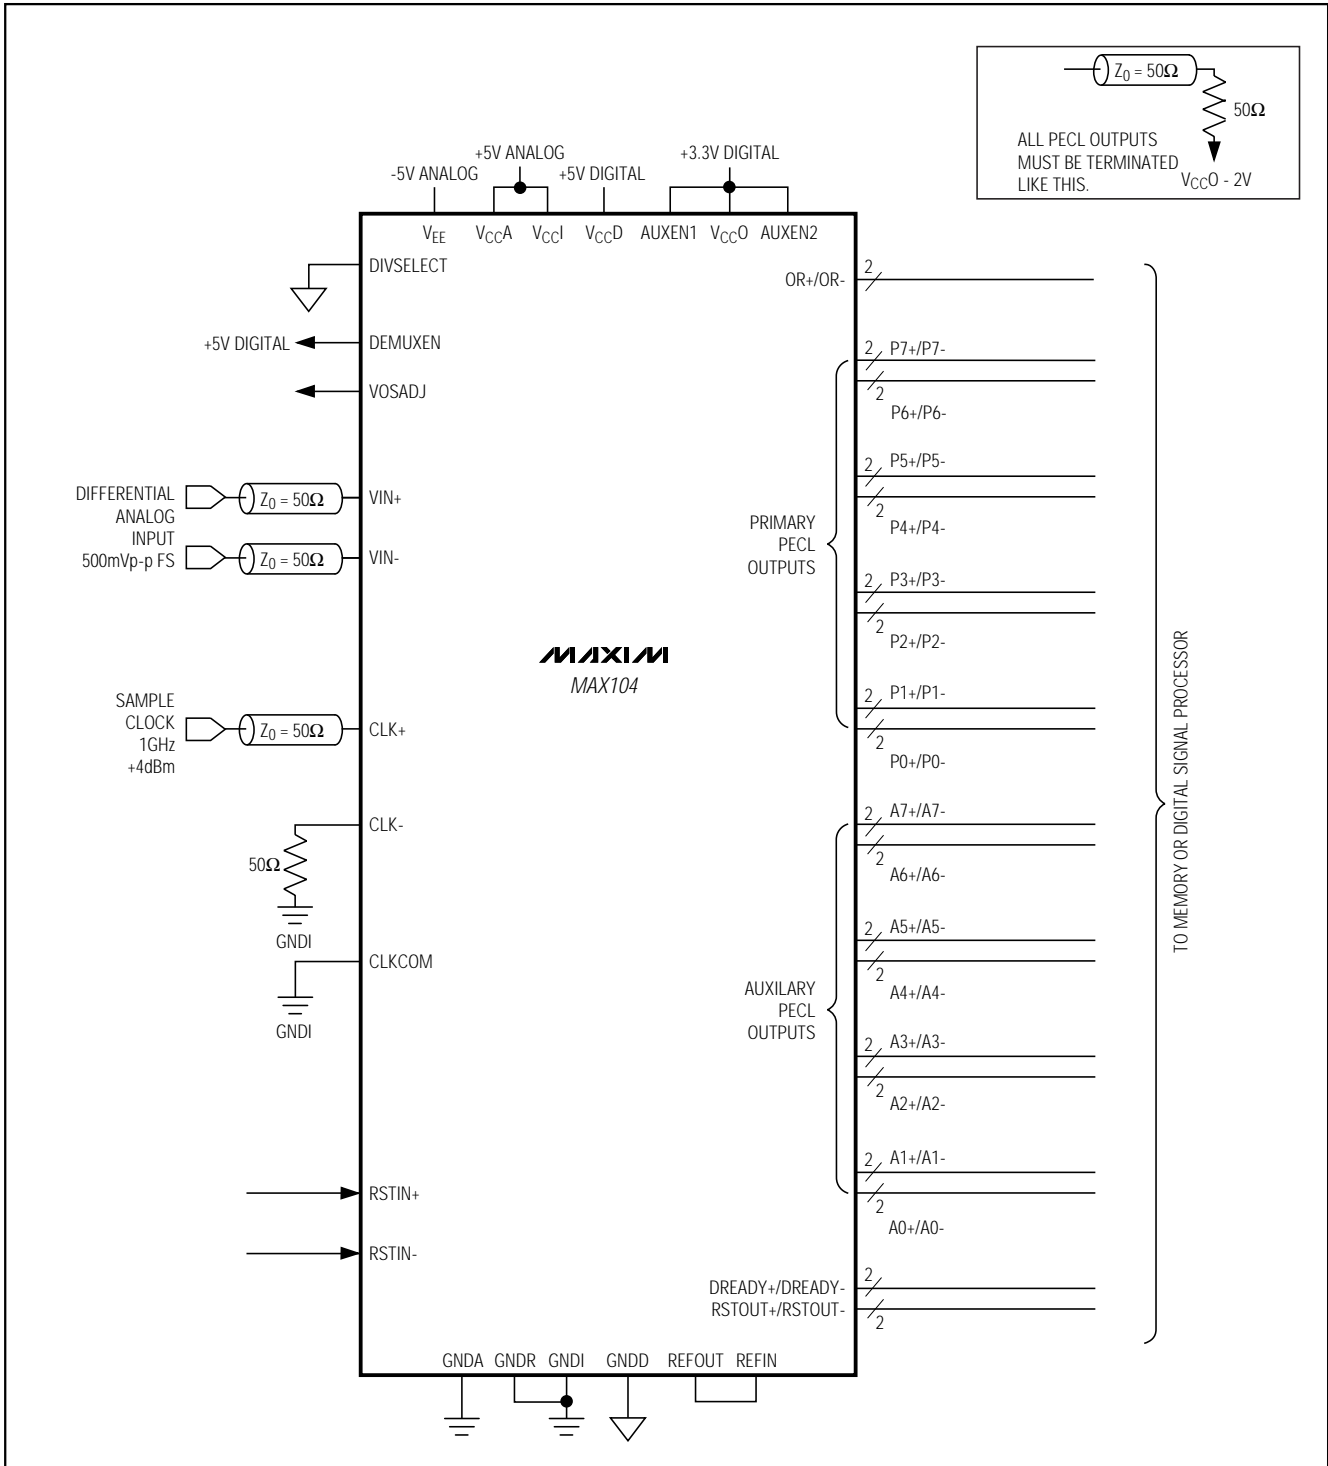 Z0 = 50Ω
50Ω
ALL PECL OUTPUTS
MUST BE TERMINATED
LIKE THIS.
VCCO - 2V
-5V ANALOG
+5V ANALOG
+5V DIGITAL
+3.3V DIGITAL
VEE
VCCA
VCCI
VCCD
AUXEN1
VCCO
AUXEN2
DIVSELECT
+5V DIGITAL
DEMUXEN
VOSADJ
DIFFERENTIAL
ANALOG
INPUT
500mVp-p FS
Z0 = 50Ω
VIN+
Z0 = 50Ω
VIN-
MAXIM
MAX104
SAMPLE
CLOCK
1GHz
+4dBm
Z0 = 50Ω
CLK+
CLK-
50Ω
GNDI
CLKCOM
GNDI
RSTIN+
RSTIN-
OR+/OR-
2
PRIMARY
PECL
OUTPUTS
2 P7+/P7-
2
P6+/P6-
2 P5+/P5-
2
P4+/P4-
2 P3+/P3-
2
P2+/P2-
2 P1+/P1-
2
P0+/P0-
AUXILARY
PECL
OUTPUTS
2 A7+/A7-
2
A6+/A6-
2 A5+/A5-
2
A4+/A4-
2 A3+/A3-
2
A2+/A2-
2 A1+/A1-
2
A0+/A0-
DREADY+/DREADY-
2
RSTOUT+/RSTOUT-
2
TO MEMORY OR DIGITAL SIGNAL PROCESSOR
GNDA
GNDR
GNDI
GNDD
REFOUT
REFIN